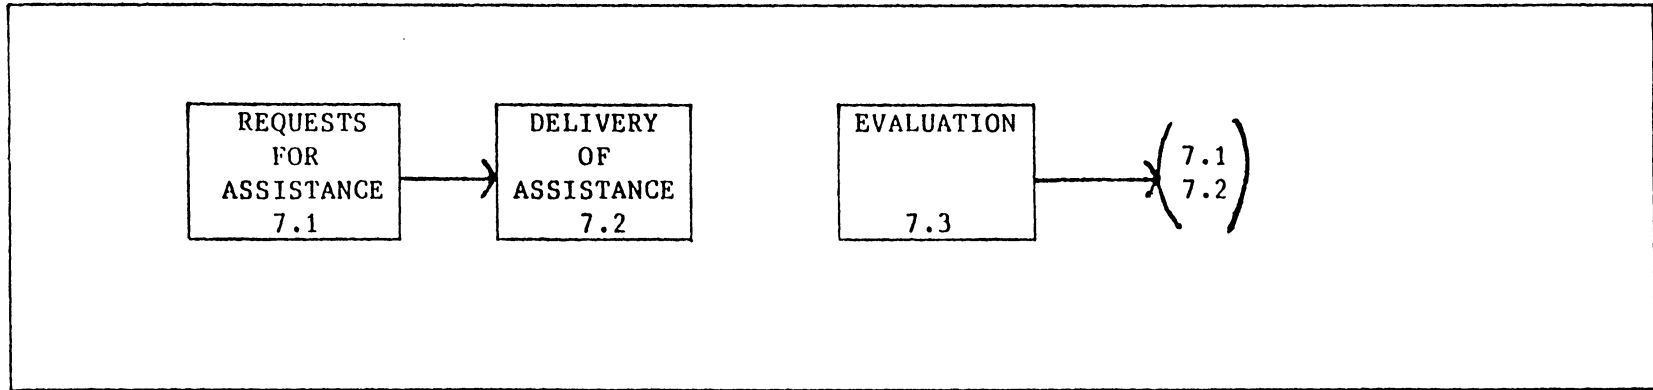 REQUESTS
FOR
ASSISTANCE
7.1
DELIVERY
OF
ASSISTANCE
7.2
EVALUATION
7.3
7.1
7.2